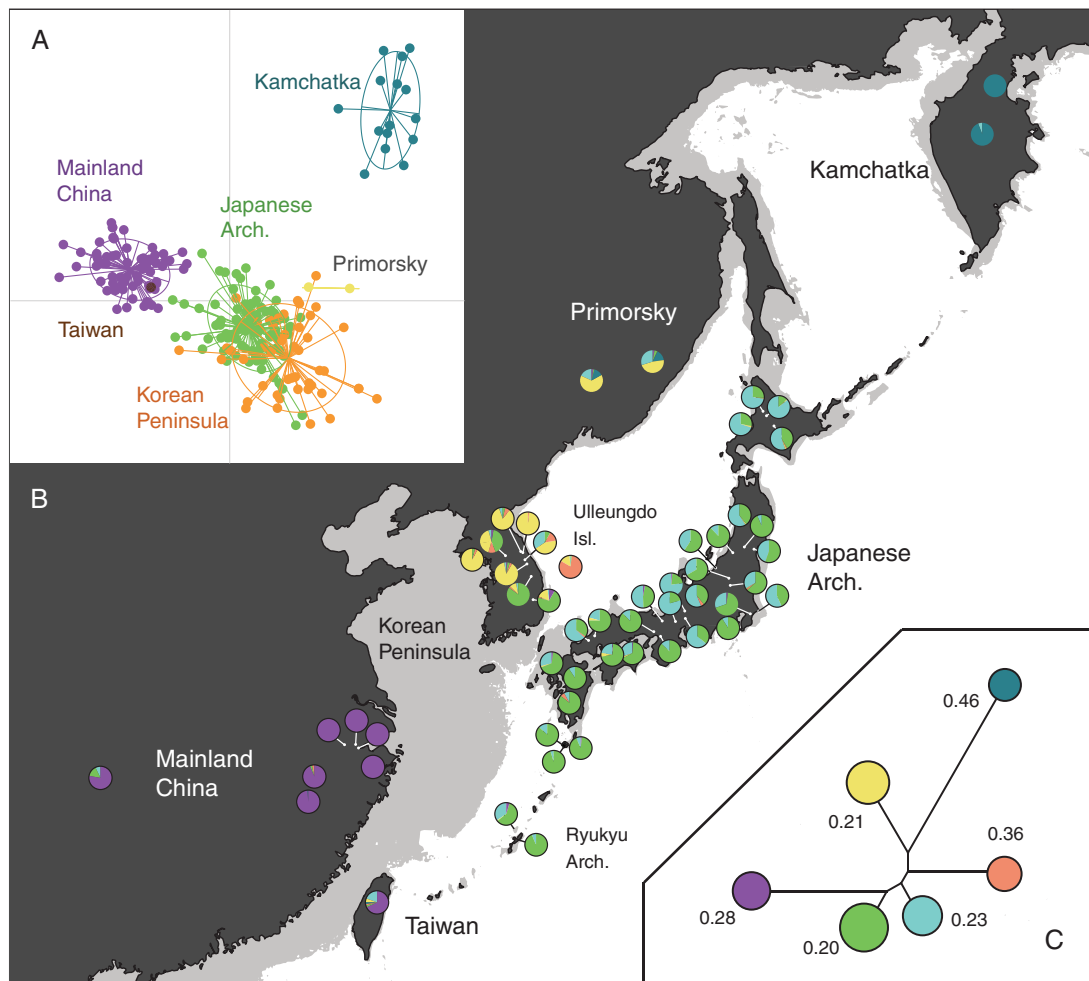 A
Kamchatka
Mainland
China
Japanese
Arch.
Primorsky
Taiwan
Korean
Peninsula
B
Kamchatka
Primorsky
Ulleungdo
Isl.
Japanese
Arch.
Korean
Peninsula
Mainland
China
Ryukyu
Arch.
Taiwan
0.46
0.21
0.36
0.28
0.23
0.20
C